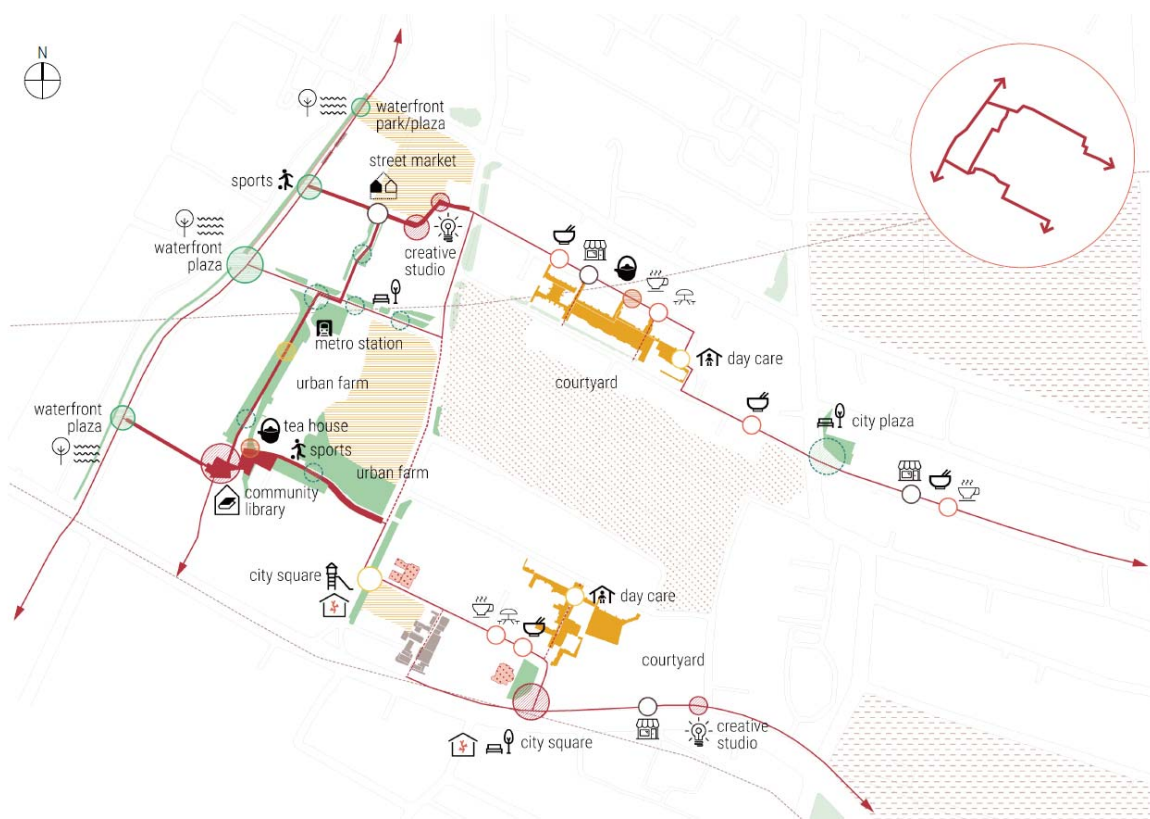 N
waterfront
park/plaza
street market
sports
waterfront
plaza
creative
studio
metro station
urban farm
day care
courtyard
waterfront
plaza
tea house
sports
city plaza
urban farm
community
library
city square
day care
courtyard
creative
studio
city square